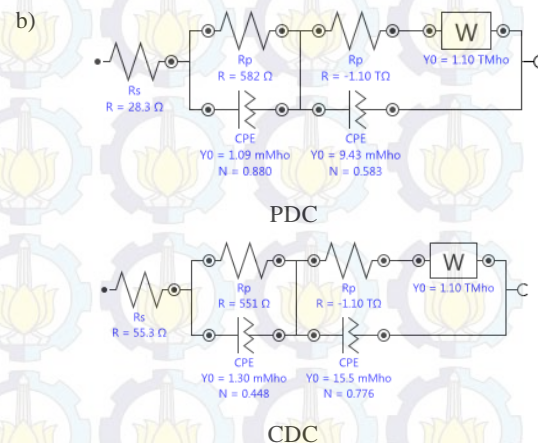 b)
Rp
R = 582 Ω
Rp
R = -1.10 TΩ
W
Y0 = 1.10 TMho
Rs
R = 28.3 Ω
CPE
Y0 = 1.09 mMho
N = 0.880
CPE
Y0 = 9.43 mMho
N = 0.583
PDC
Rp
R = 551 Ω
Rp
R = -1.10 TΩ
W
Y0 = 1.10 TMho
Rs
R = 55.3 Ω
CPE
Y0 = 1.30 mMho
N = 0.448
CPE
Y0 = 15.5 mMho
N = 0.776
CDC